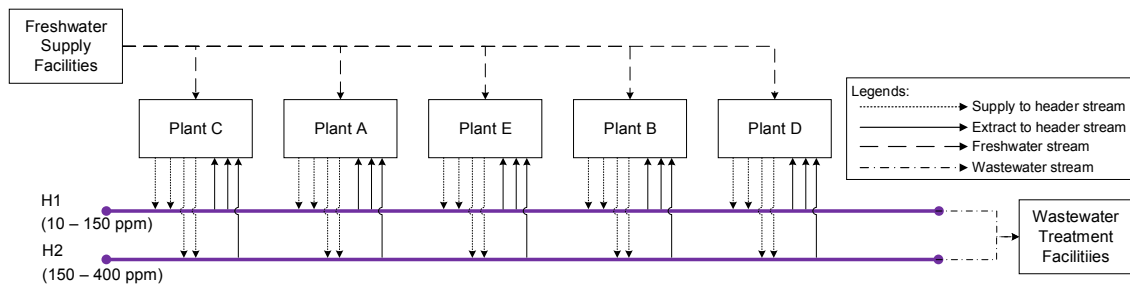 Freshwater
Supply
Facilities
Plant C
Plant A
Plant E
Plant B
Plant D
Legends:
Supply to header stream
Extract to header stream
Freshwater stream
Wastewater stream
H1
(10 – 150 ppm)
H2
(150 – 400 ppm)
Wastewater
Treatment
Facilitiies